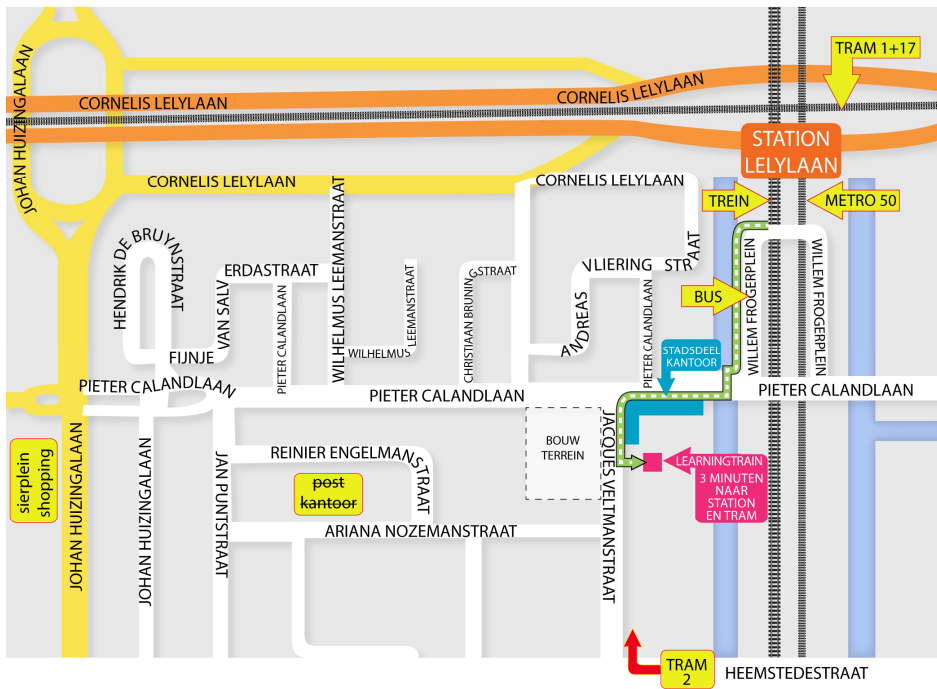 JOHAN HUIZINGALAAN
TRAM 1+17
CORNELIS LELYLAAN
CORNELIS LELYLAAN
STATION
LELYLAAN
CORNELIS LELYLAAN
CORNELIS LELYLAAN
TREIN
METRO 50
HENDRIK DE BRUYNSTRAAT
ERDASTRAAT
VAN SALV
WILHELMUS LEEMANSTRAAT
WILHELMUS
LEEMANSTRAAT
CHRISTIAAN BRUNINGSTRAAT
VLIERING STRAAT
ANDREAS
PIETER CALANDLAAN
PIETER CALANDLAAN
WILLEM FROGERPLEIN
WILLEM FROGERPLEIN
BUS
FIJNJE
STADSDEEL
KANTOOR
PIETER CALANDLAAN
PIETER CALANDLAAN
PIETER CALANDLAAN
sierplein
shopping
JOHAN HUIZINGALAAN
JOHAN HUIZINGALAAN
JAN PUNTSTRAAT
REINIER ENGELMANSTRAAT
post
kantoor
ARIANA NOZEMANSTRAAT
BOUW
TERREIN
JACQUES VELTMANSTRAAT
LEARNINGTRAIN
3 MINUTEN
NAAR
STATION
EN TRAM
TRAM
2
HEEMSTEDESTRAAT